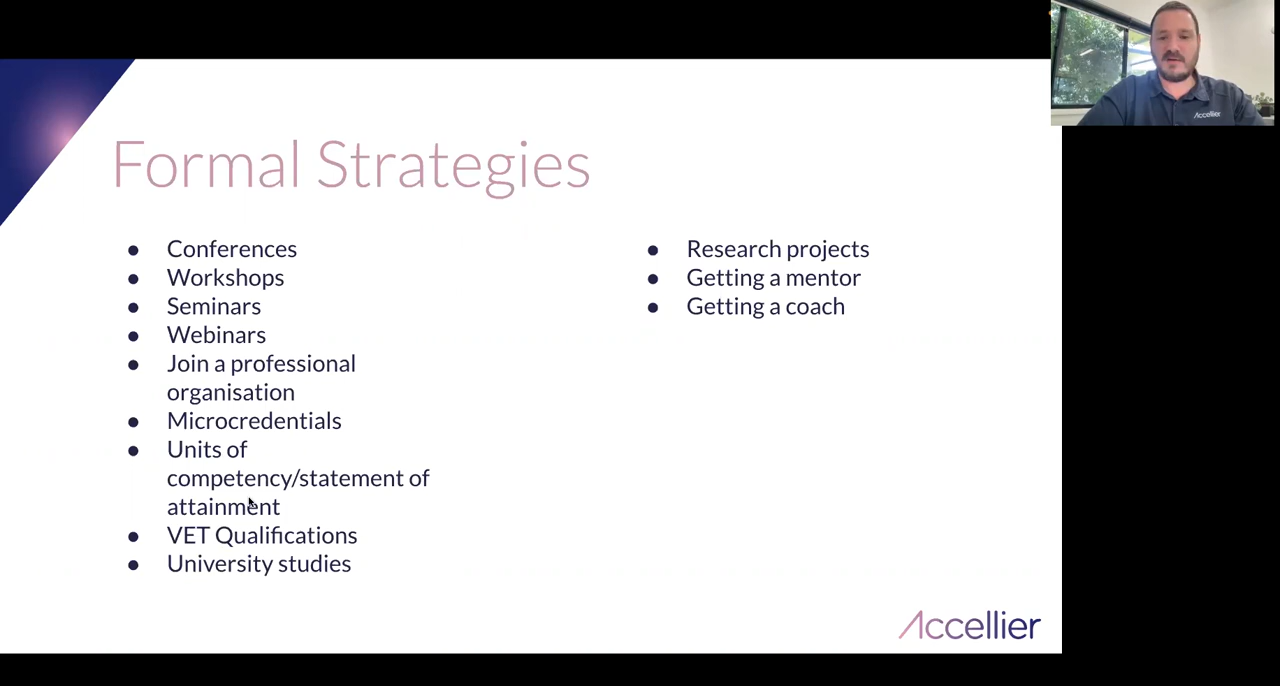 Formal Strategies
● Conferences
● Workshops
● Seminars
● Webinars
● Join a professional
organisation
● Microcredentials
● Units of
competency/statement of
attainment
● VET Qualifications
● University studies
● Research projects
● Getting a mentor
● Getting a coach
Accellier
Accellier